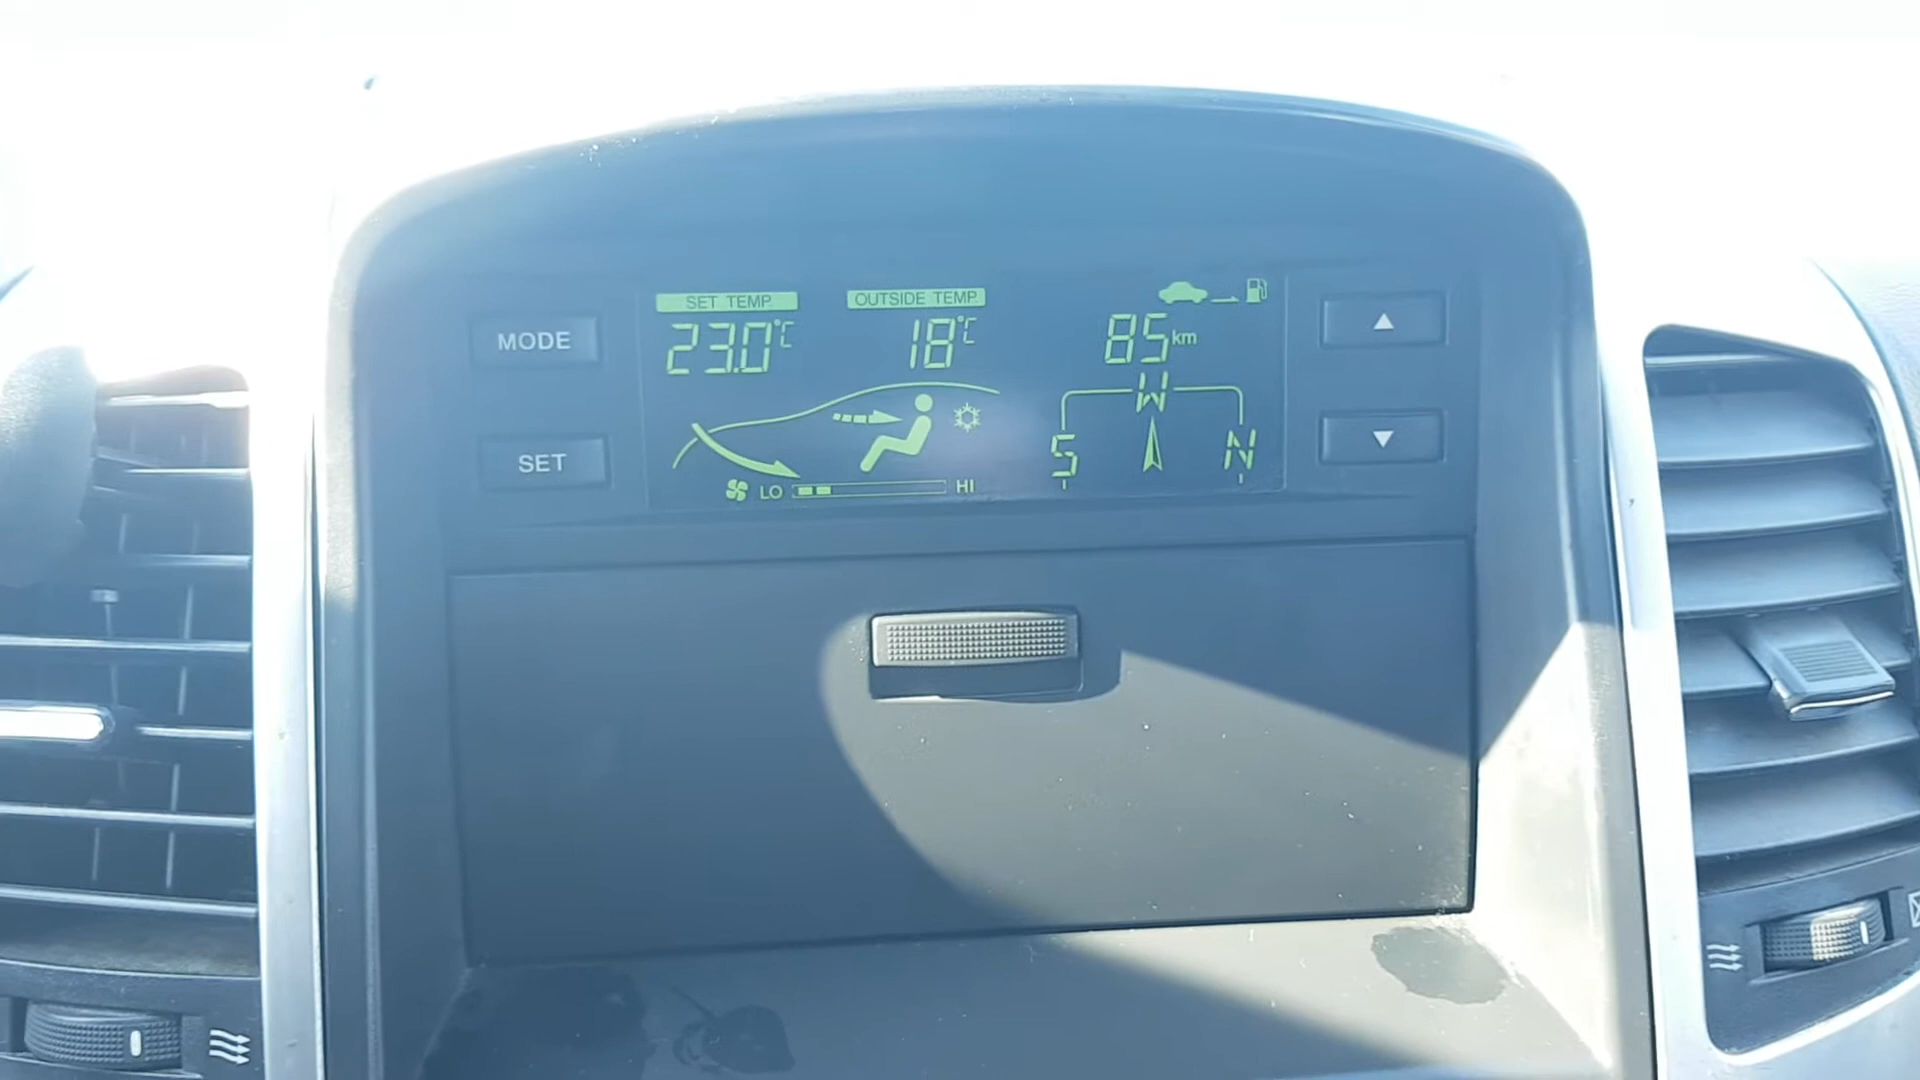 MODE
SET
SET TEMP.
23.0°C
OUTSIDE TEMP.
18°C
85km
W
S
N
LO
HI